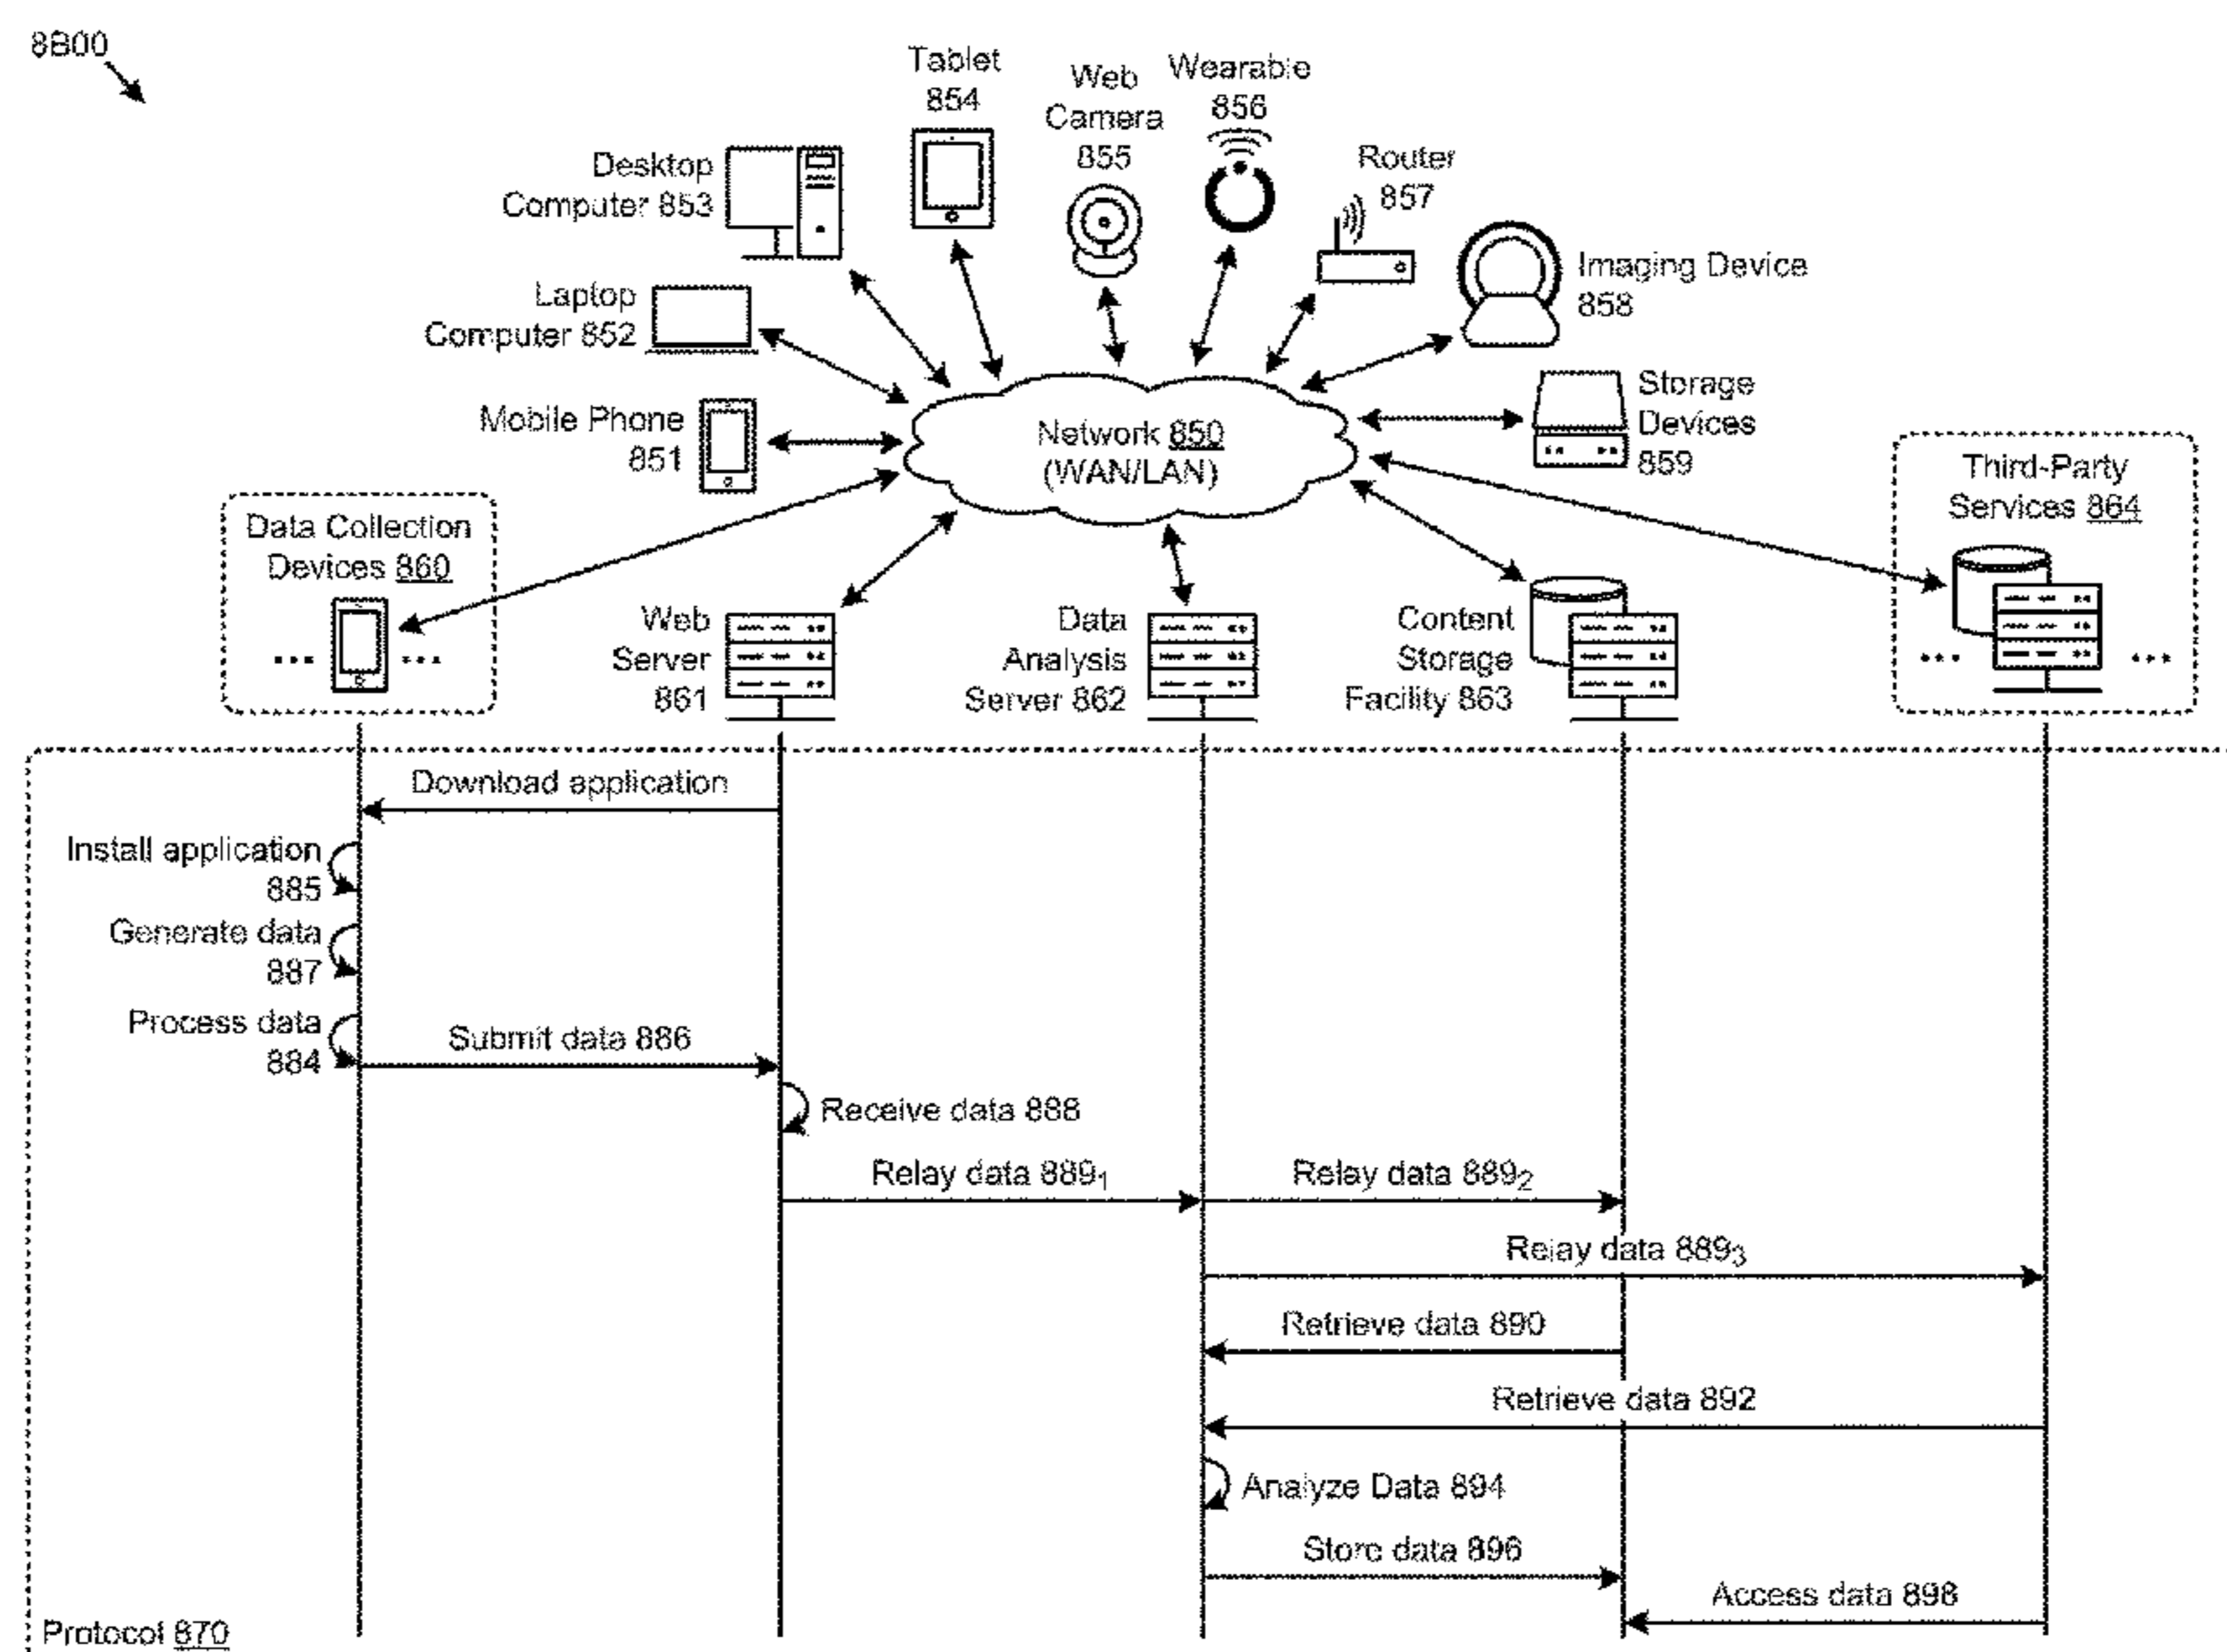 8B00
Tablet
854
Web
Camera
855
Wearable
856
Router
857
Desktop
Computer 853
Imaging Device
858
Laptop
Computer 852
Storage
Devices
859
Mobile Phone
851
Network 850
(WAN/LAN)
Third-Party
Services 864
Data Collection
Devices 860
Web
Server
861
Data
Analysis
Server 862
Content
Storage
Facility 863
Download application
Install application
885
Generate data
887
Process data
884
Submit data 886
Receive data 888
Relay data 889₁
Relay data 889₂
Relay data 889₃
Retrieve data 890
Retrieve data 892
Analyze Data 894
Store data 896
Access data 898
Protocol 870